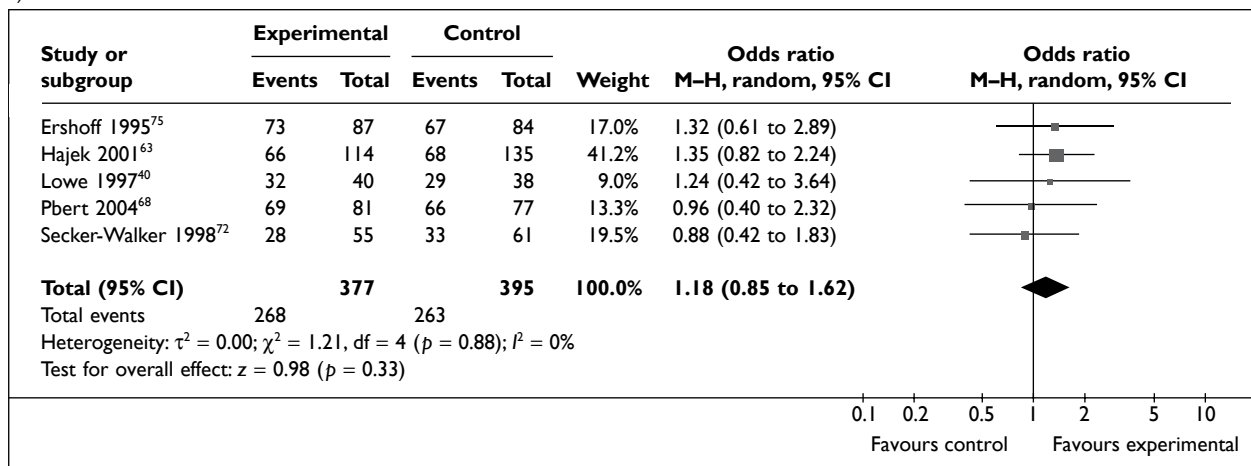 Experimental Control Odds ratio Odds ratio
Study or subgroup Events Total Events Total Weight M–H, random, 95% CI M–H, random, 95% CI
Ershoff 1995⁷⁵ 73 87 67 84 17.0% 1.32 (0.61 to 2.89)
Hajek 2001⁶³ 66 114 68 135 41.2% 1.35 (0.82 to 2.24)
Lowe 1997⁴⁰ 32 40 29 38 9.0% 1.24 (0.42 to 3.64)
Pbert 2004⁶⁸ 69 81 66 77 13.3% 0.96 (0.40 to 2.32)
Secker-Walker 1998⁷² 28 55 33 61 19.5% 0.88 (0.42 to 1.83)
Total (95% CI) 377 395 100.0% 1.18 (0.85 to 1.62)
Total events 268 263
Heterogeneity: τ² = 0.00; χ² = 1.21, df = 4 (p = 0.88); I² = 0%
Test for overall effect: z = 0.98 (p = 0.33)
0.1 0.2 0.5 1 2 5 10
Favours control Favours experimental